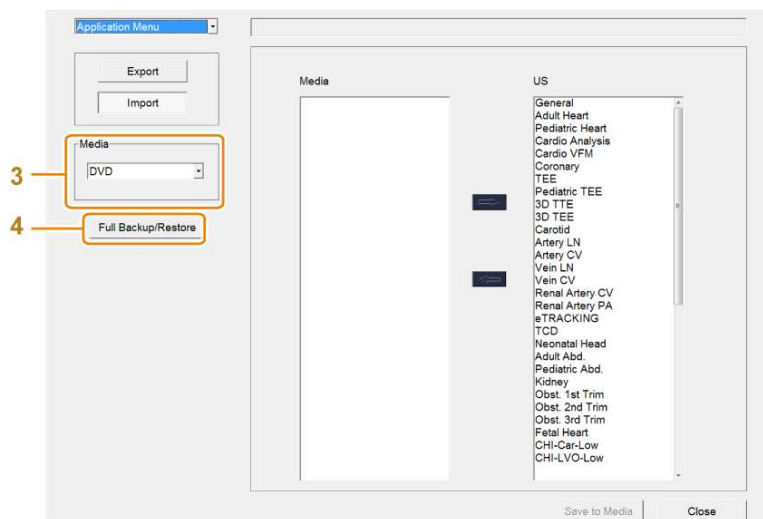 Application Menu
Export
Import
Media
DVD
3
4
Full Backup/Restore
Media
US
General
Adult Heart
Pediatric Heart
Cardio Analysis
Cardio VFM
Coronary
TEE
Pediatric TEE
3D TTE
3D TEE
Carotid
Artery LN
Artery CV
Vein LN
Vein CV
Renal Artery CV
Renal Artery PA
eTRACKING
TCD
Neonatal Head
Adult Abd.
Pediatric Abd.
Kidney
Obst. 1st Trim
Obst. 2nd Trim
Obst. 3rd Trim
Fetal Heart
CHI-Car-Low
CHI-LVO-Low
Save to Media
Close